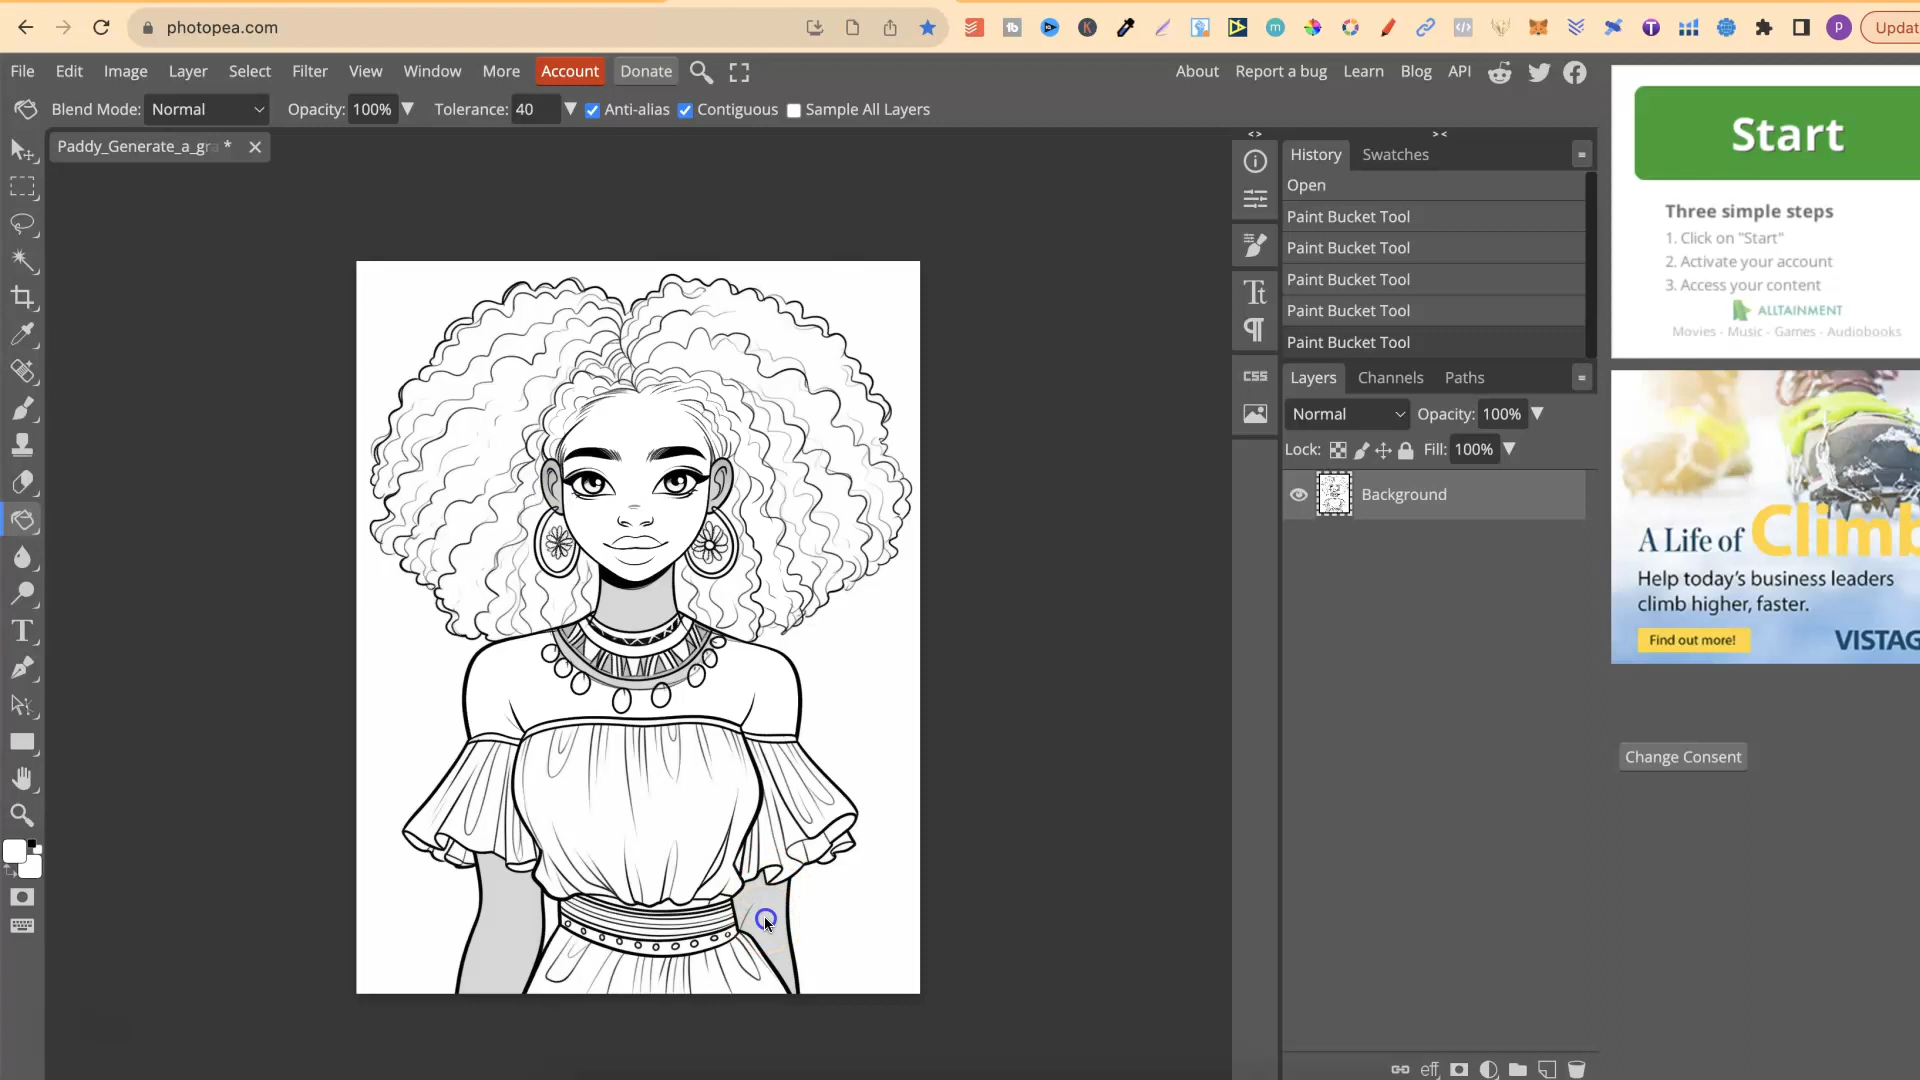 photopea.com
Updat
File Edit Image Layer Select Filter View Window More Account Donate
About Report a bug Learn Blog API
Blend Mode: Normal Opacity: 100% Tolerance: 40 Anti-alias Contiguous Sample All Layers
Paddy_Generate_a_gra *
History Swatches
Open
Paint Bucket Tool
Paint Bucket Tool
Paint Bucket Tool
Paint Bucket Tool
Paint Bucket Tool
Layers Channels Paths
Normal Opacity: 100%
Lock: Fill: 100%
Background
CSS
eff
Start
Three simple steps
1. Click on "Start"
2. Activate your account
3. Access your content
ALLTAINMENT
Movies - Music - Games - Audiobooks
A Life of Climb
Help today's business leaders
climb higher, faster.
Find out more!
VISTAG
Change Consent